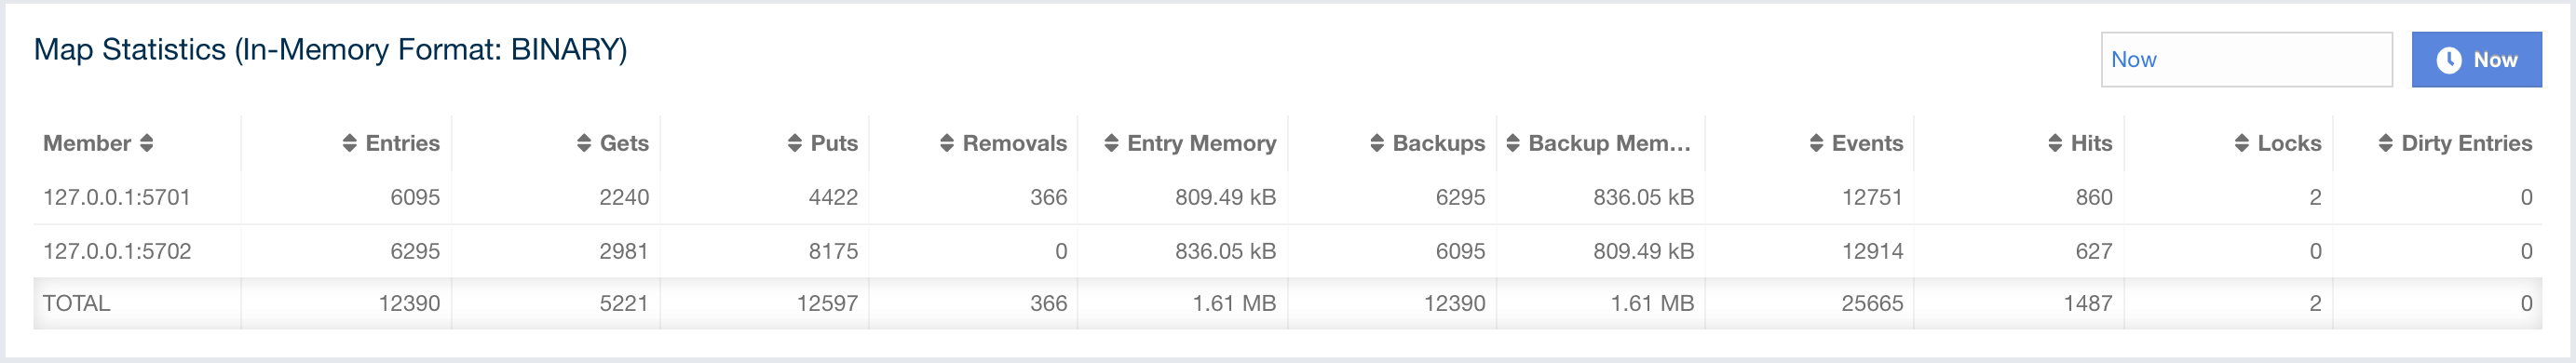 Map Statistics (In-Memory Format: BINARY)
Now
Now
Member Entries Gets Puts Removals Entry Memory Backups Backup Mem... Events Hits Locks Dirty Entries
127.0.0.1:5701 6095 2240 4422 366 809.49 kB 6295 836.05 kB 12751 860 2 0
127.0.0.1:5702 6295 2981 8175 0 836.05 kB 6095 809.49 kB 12914 627 0 0
TOTAL 12390 5221 12597 366 1.61 MB 12390 1.61 MB 25665 1487 2 0